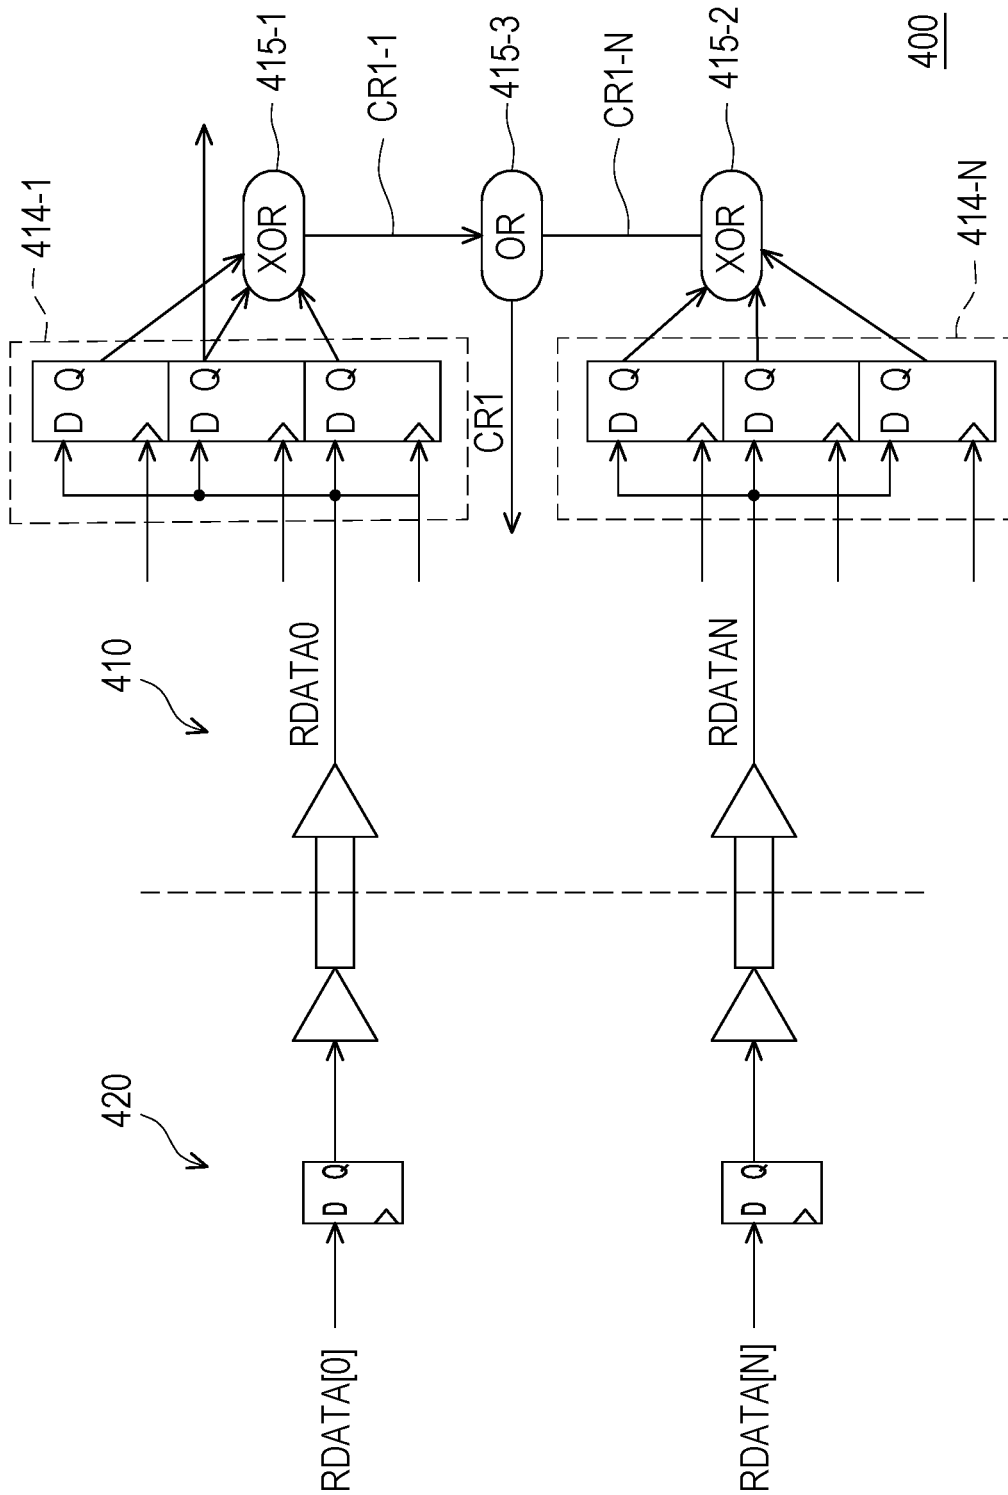 420
410
414-1
415-1
CR1-1
415-3
CR1-N
415-2
414-N
400
RDATA[0]
D Q
RDATA0
D Q
D Q
D Q
XOR
CR1
OR
RDATA[N]
D Q
RDATAN
D Q
D Q
D Q
XOR